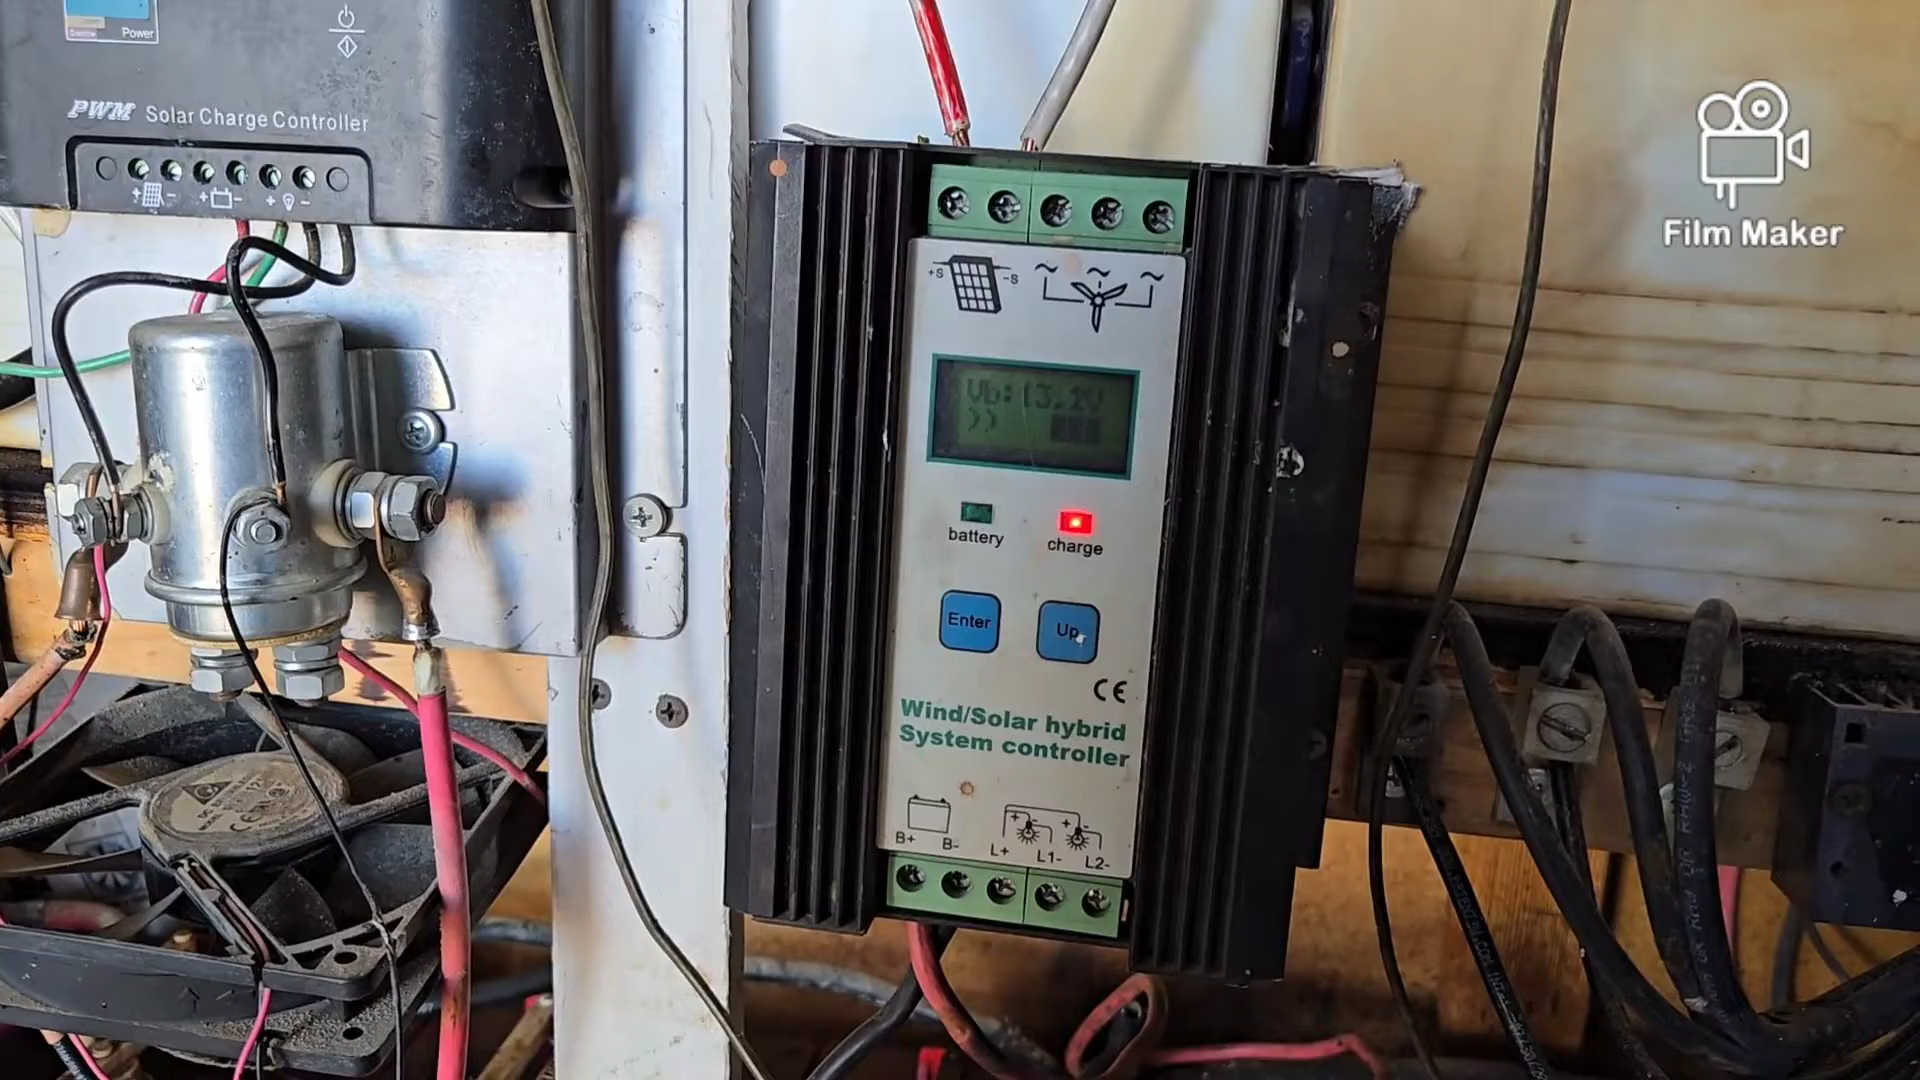 Power
PWM Solar Charge Controller
+ - + - + -
Film Maker
+S -S
Vb:13.1V
>>
battery charge
Enter Up
CE
Wind/Solar hybrid
System controller
B+ B- L+ L1- L2-